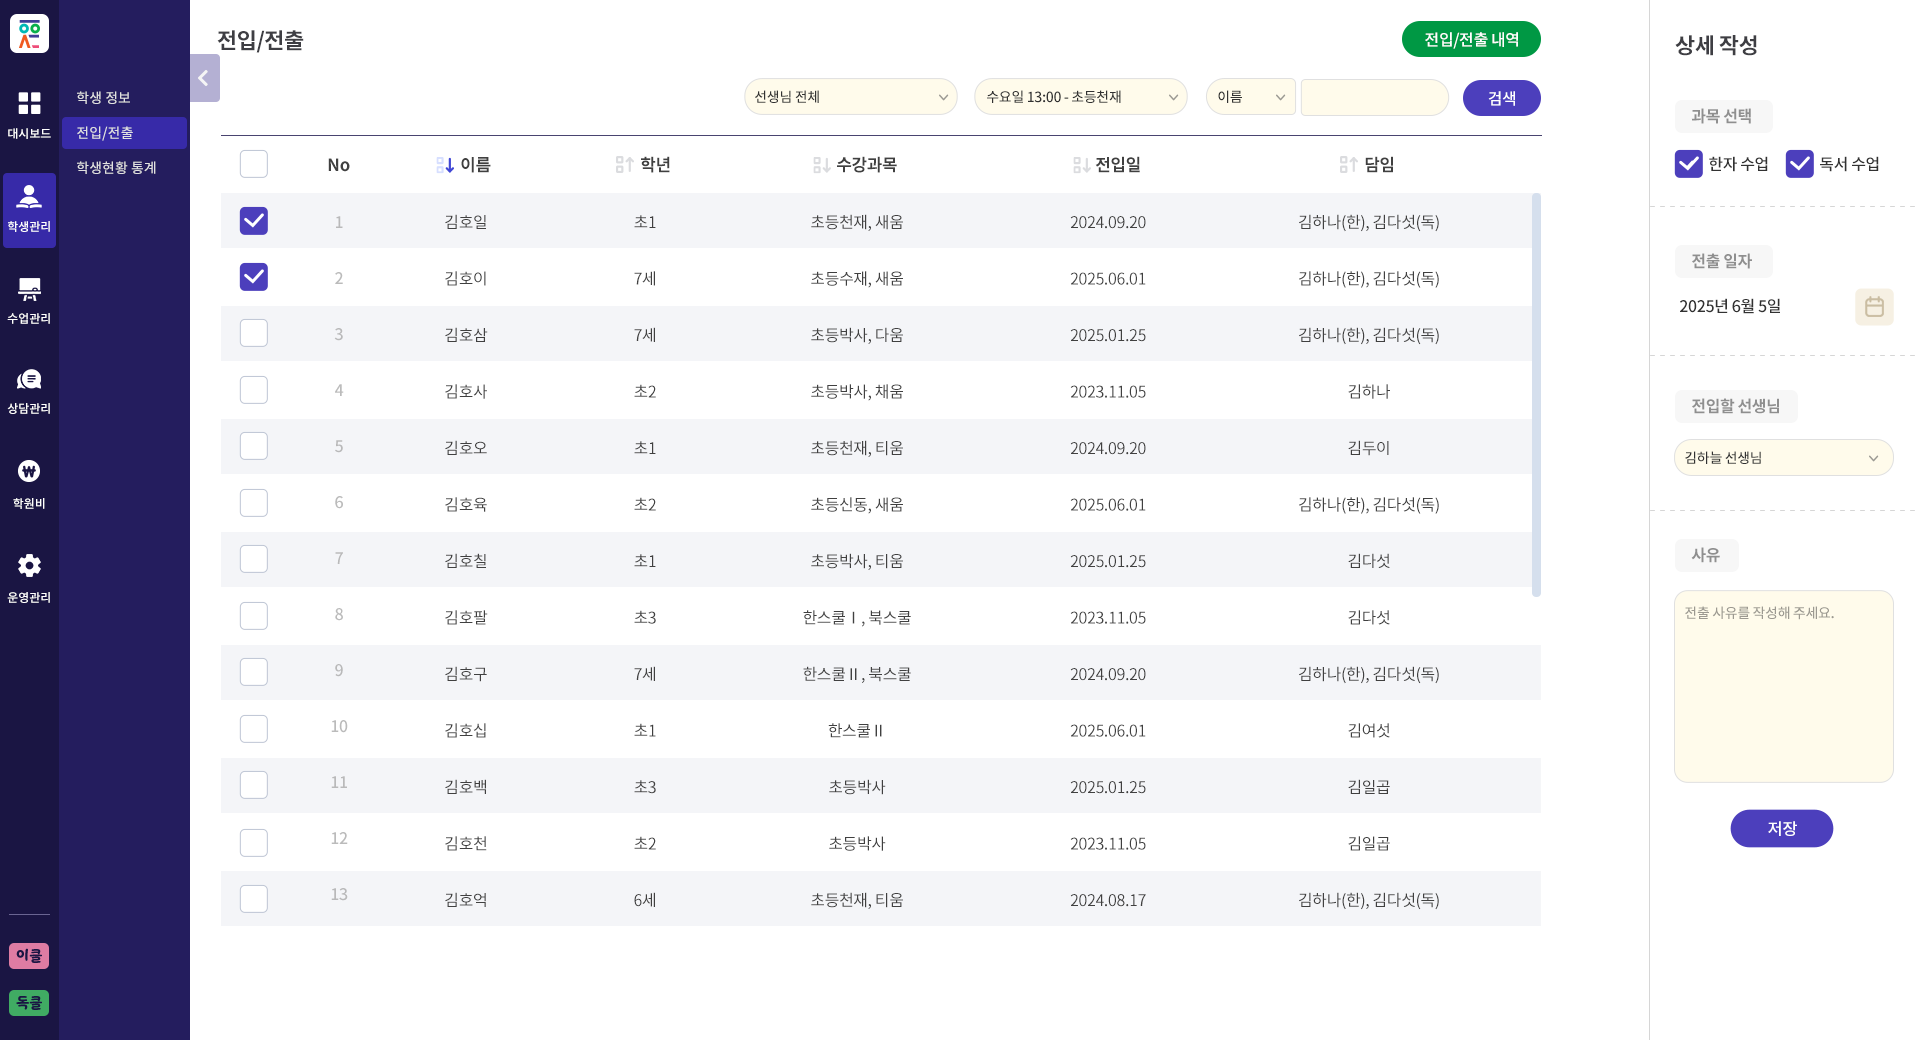 대시보드
학생관리
수업관리
상담관리
학원비
운영관리
이클
독클
학생 정보
전입/전출
학생현황 통계
전입/전출
전입/전출 내역
선생님 전체
수요일 13:00 - 초등천재
이름
검색
No 이름 학년 수강과목 전입일 담임
1 김호일 초1 초등천재, 새움 2024.09.20 김하나(한), 김다섯(독)
2 김호이 7세 초등수재, 새움 2025.06.01 김하나(한), 김다섯(독)
3 김호삼 7세 초등박사, 다움 2025.01.25 김하나(한), 김다섯(독)
4 김호사 초2 초등박사, 채움 2023.11.05 김하나
5 김호오 초1 초등천재, 티움 2024.09.20 김두이
6 김호육 초2 초등신동, 새움 2025.06.01 김하나(한), 김다섯(독)
7 김호칠 초1 초등박사, 티움 2025.01.25 김다섯
8 김호팔 초3 한스쿨Ⅰ, 북스쿨 2023.11.05 김다섯
9 김호구 7세 한스쿨Ⅱ, 북스쿨 2024.09.20 김하나(한), 김다섯(독)
10 김호십 초1 한스쿨Ⅱ 2025.06.01 김여섯
11 김호백 초3 초등박사 2025.01.25 김일곱
12 김호천 초2 초등박사 2023.11.05 김일곱
13 김호억 6세 초등천재, 티움 2024.08.17 김하나(한), 김다섯(독)
상세 작성
과목 선택
한자 수업 독서 수업
전출 일자
2025년 6월 5일
전입할 선생님
김하늘 선생님
사유
전출 사유를 작성해 주세요.
저장